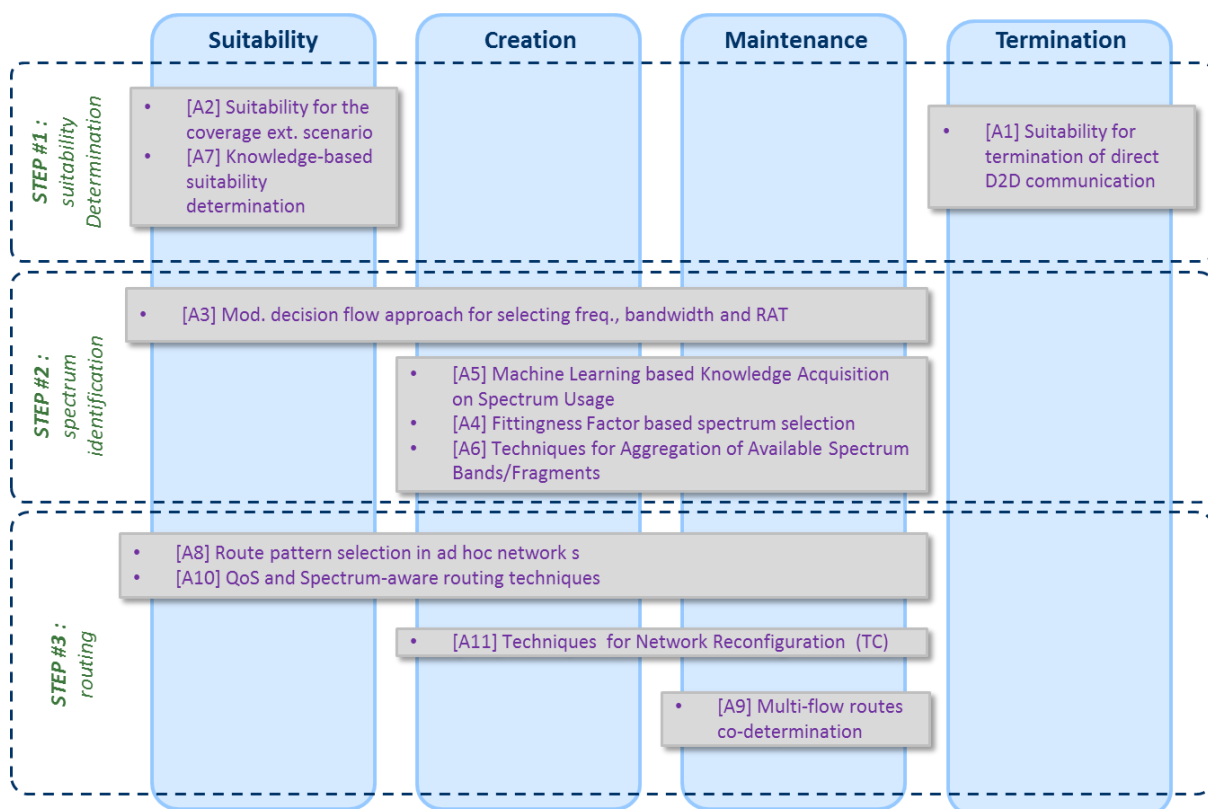 Suitability
Creation
Maintenance
Termination
STEP #1 :
suitability
Determination
• [A2] Suitability for the
coverage ext. scenario
• [A7] Knowledge-based
suitability
determination
• [A1] Suitability for
termination of direct
D2D communication
STEP #2 :
spectrum
identification
• [A3] Mod. decision flow approach for selecting freq., bandwidth and RAT
• [A5] Machine Learning based Knowledge Acquisition
on Spectrum Usage
• [A4] Fittingness Factor based spectrum selection
• [A6] Techniques for Aggregation of Available Spectrum
Bands/Fragments
STEP #3 :
routing
• [A8] Route pattern selection in ad hoc network s
• [A10] QoS and Spectrum-aware routing techniques
• [A11] Techniques for Network Reconfiguration (TC)
• [A9] Multi-flow routes
co-determination